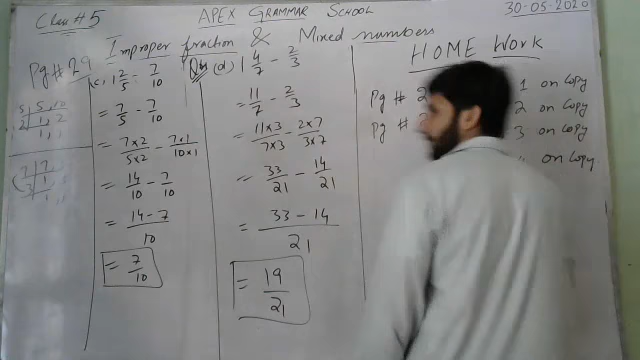 Class # 5
APEX GRAMMAR SCHOOL
30-05-2020
Pg # 29
Improper fraction & Mixed numbers
(c) 1 2/5 - 7/10
= 7/5 - 7/10
= 7×2/5×2 - 7×1/10×1
= 14/10 - 7/10
= 14-7/10
= 7/10
(d) 1 4/7 - 2/3
11/7 - 2/3
= 11×3/7×3 - 2×7/3×7
= 33/21 - 14/21
= 33-14/21
= 19/21
HOME Work
Pg # 1 on copy
Pg # 2 on copy
3 on copy
on copy